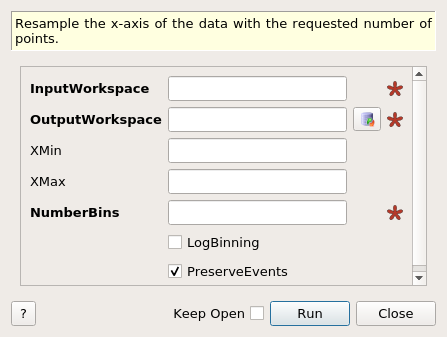 Resample the x-axis of the data with the requested number of
points.
InputWorkspace
OutputWorkspace
XMin
XMax
NumberBins
LogBinning
PreserveEvents
? Keep Open Run Close